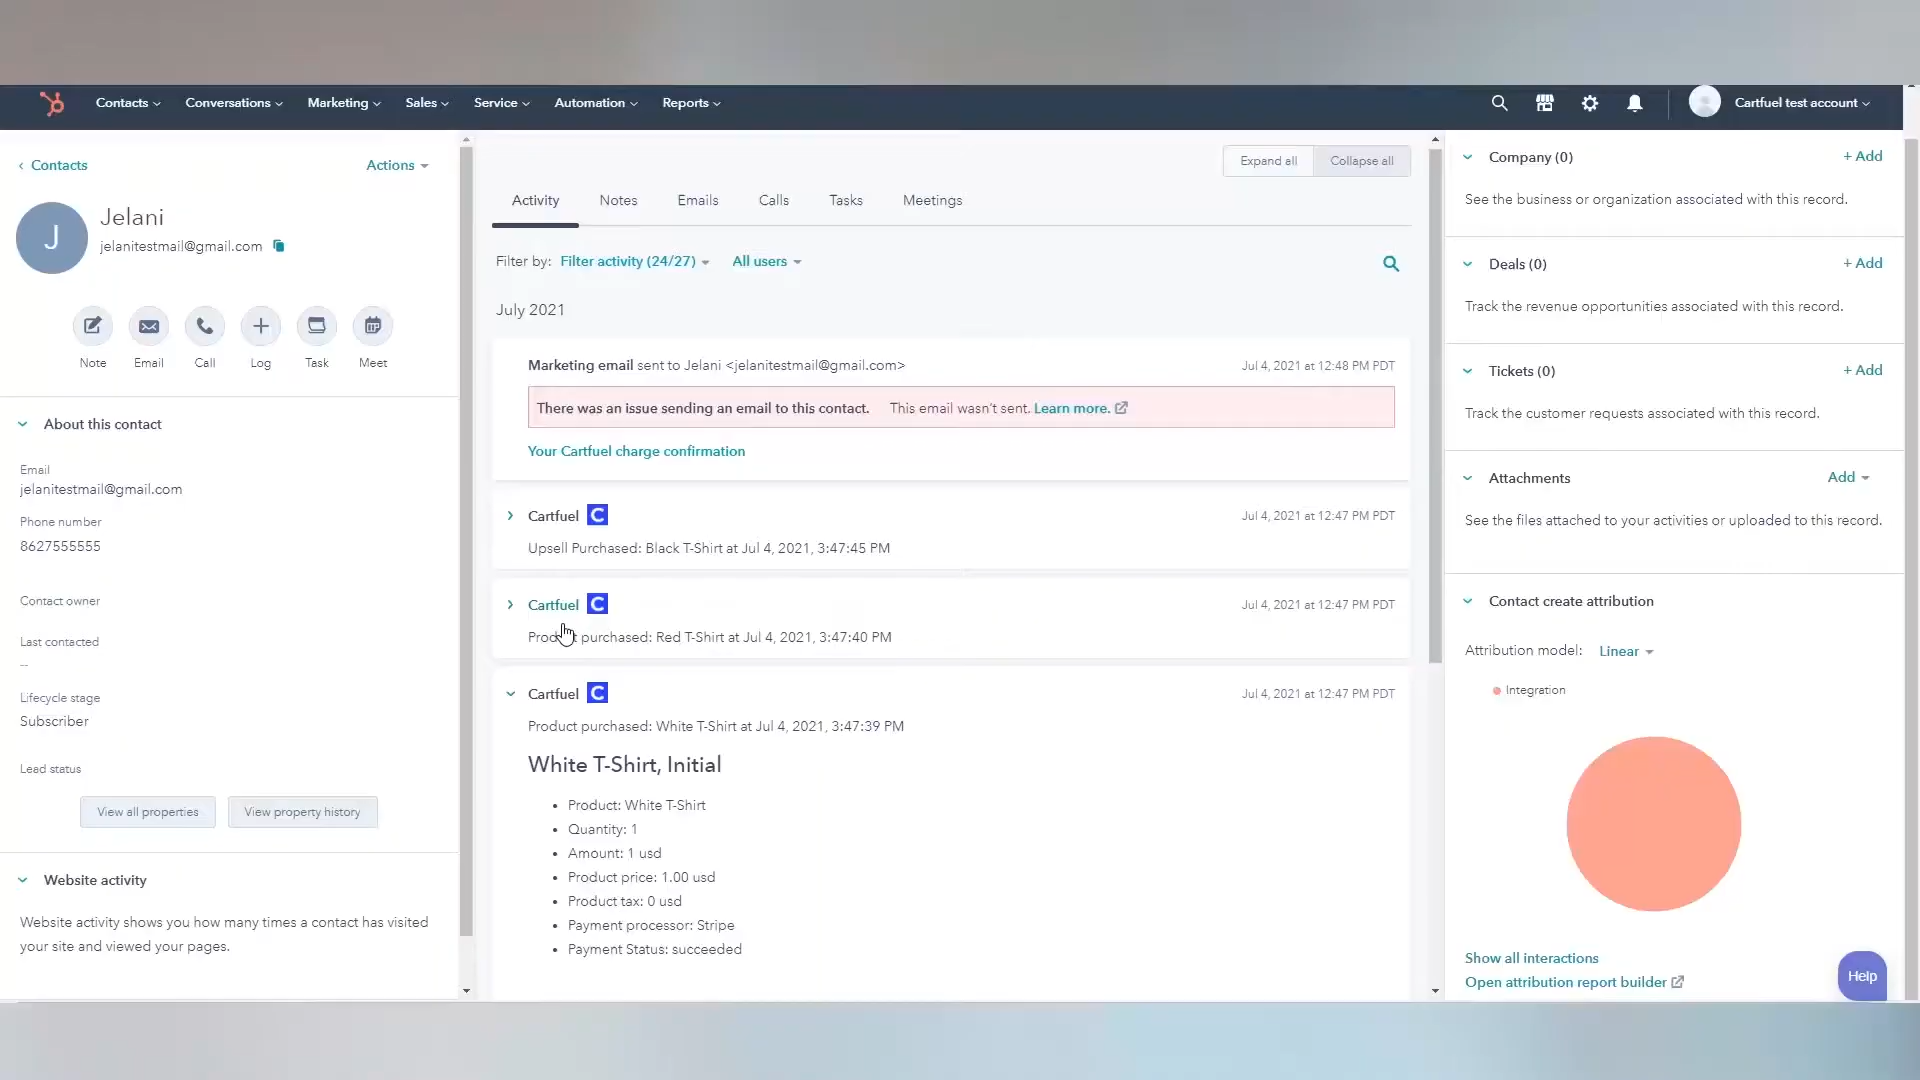 Contacts
Conversations
Marketing
Sales
Service
Automation
Reports
Cartfuel test account
Contacts
Actions
J
Jelani
jelanitestmail@gmail.com
Note
Email
Call
Log
Task
Meet
About this contact
Email
jelanitestmail@gmail.com
Phone number
8627555555
Contact owner
Last contacted
--
Lifecycle stage
Subscriber
Lead status
View all properties
View property history
Website activity
Website activity shows you how many times a contact has visited
your site and viewed your pages.
Expand all
Collapse all
Activity
Notes
Emails
Calls
Tasks
Meetings
Filter by: Filter activity (24/27) All users
July 2021
Marketing email sent to Jelani <jelanitestmail@gmail.com> Jul 4, 2021 at 12:48 PM PDT
There was an issue sending an email to this contact. This email wasn't sent. Learn more.
Your Cartfuel charge confirmation
Cartfuel C Jul 4, 2021 at 12:47 PM PDT
Upsell Purchased: Black T-Shirt at Jul 4, 2021, 3:47:45 PM
Cartfuel C Jul 4, 2021 at 12:47 PM PDT
Product purchased: Red T-Shirt at Jul 4, 2021, 3:47:40 PM
Cartfuel C Jul 4, 2021 at 12:47 PM PDT
Product purchased: White T-Shirt at Jul 4, 2021, 3:47:39 PM
White T-Shirt, Initial
• Product: White T-Shirt
• Quantity: 1
• Amount: 1 usd
• Product price: 1.00 usd
• Product tax: 0 usd
• Payment processor: Stripe
• Payment Status: succeeded
Company (0) + Add
See the business or organization associated with this record.
Deals (0) + Add
Track the revenue opportunities associated with this record.
Tickets (0) + Add
Track the customer requests associated with this record.
Attachments Add
See the files attached to your activities or uploaded to this record.
Contact create attribution
Attribution model: Linear
Integration
Show all interactions
Open attribution report builder
Help